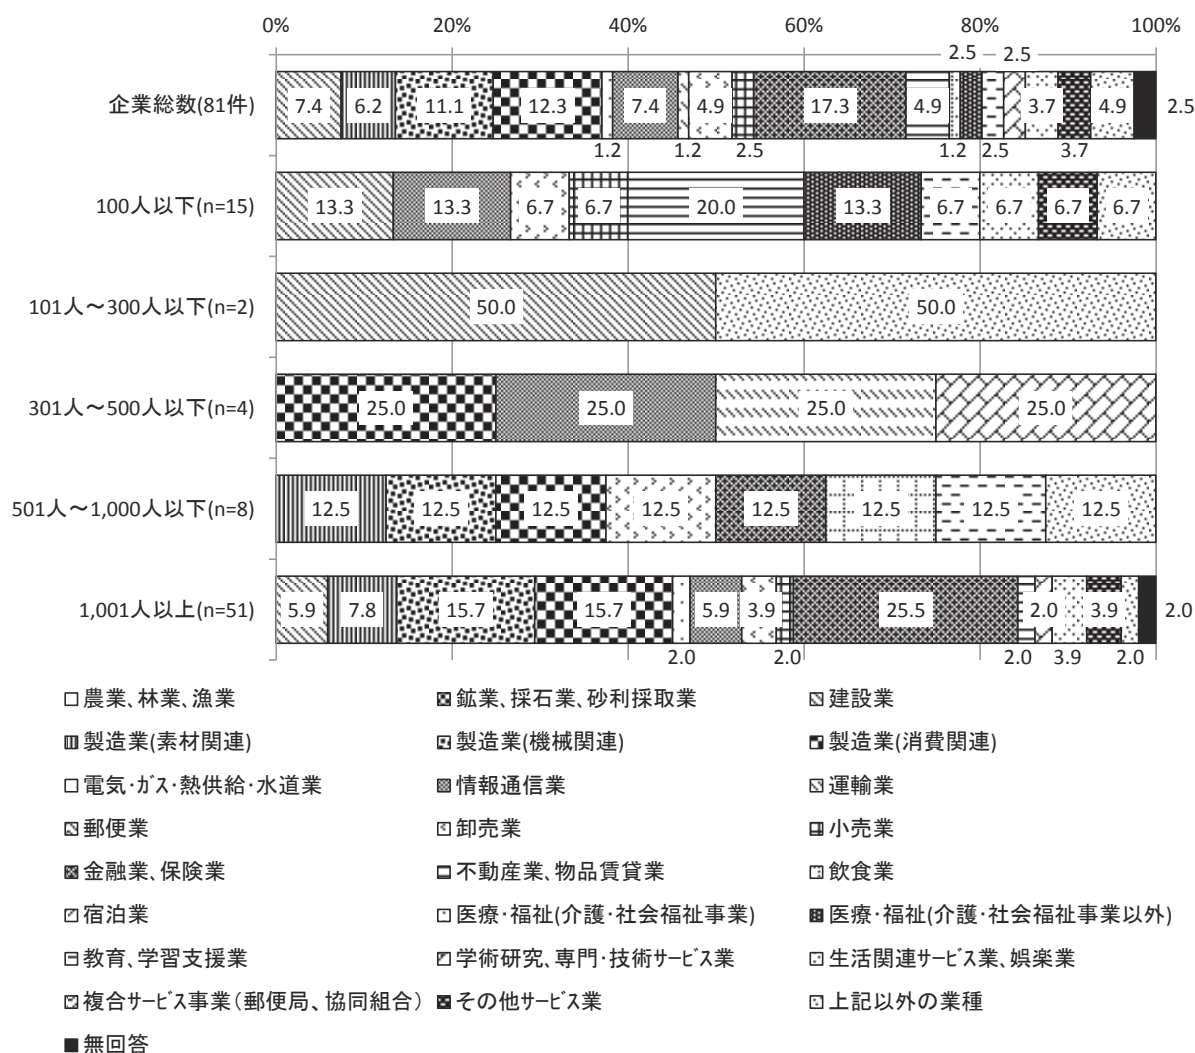 0% 20% 40% 60% 80% 100%
2.5 2.5
企業総数(81件) 7.4 6.2 11.1 12.3 7.4 4.9 17.3 4.9 3.7 4.9 2.5
1.2 1.2 2.5 1.2 2.5 3.7
100人以下(n=15) 13.3 13.3 6.7 6.7 20.0 13.3 6.7 6.7 6.7 6.7
101人～300人以下(n=2) 50.0 50.0
301人～500人以下(n=4) 25.0 25.0 25.0 25.0
501人～1,000人以下(n=8) 12.5 12.5 12.5 12.5 12.5 12.5 12.5 12.5
1,001人以上(n=51) 5.9 7.8 15.7 15.7 5.9 3.9 25.5 2.0 3.9 2.0
2.0 2.0 2.0 3.9 2.0
農業、林業、漁業 鉱業、採石業、砂利採取業 建設業
製造業(素材関連) 製造業(機械関連) 製造業(消費関連)
電気･ｶﾞｽ･熱供給･水道業 情報通信業 運輸業
郵便業 卸売業 小売業
金融業、保険業 不動産業、物品賃貸業 飲食業
宿泊業 医療･福祉(介護･社会福祉事業) 医療･福祉(介護･社会福祉事業以外)
教育、学習支援業 学術研究、専門･技術ｻｰﾋﾞｽ業 生活関連ｻｰﾋﾞｽ業、娯楽業
複合ｻｰﾋﾞｽ事業（郵便局、協同組合） その他ｻｰﾋﾞｽ業 上記以外の業種
無回答